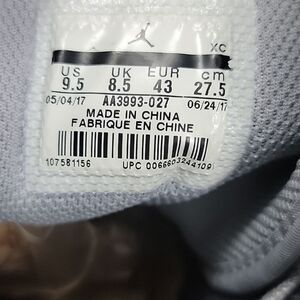 XC
US UK EUR cm
9.5 8.5 43 27.5
05/04/17 AA3993-027 06/24/17
MADE IN CHINA
FABRIQUE EN CHINE
107581156 UPC 0066603244109